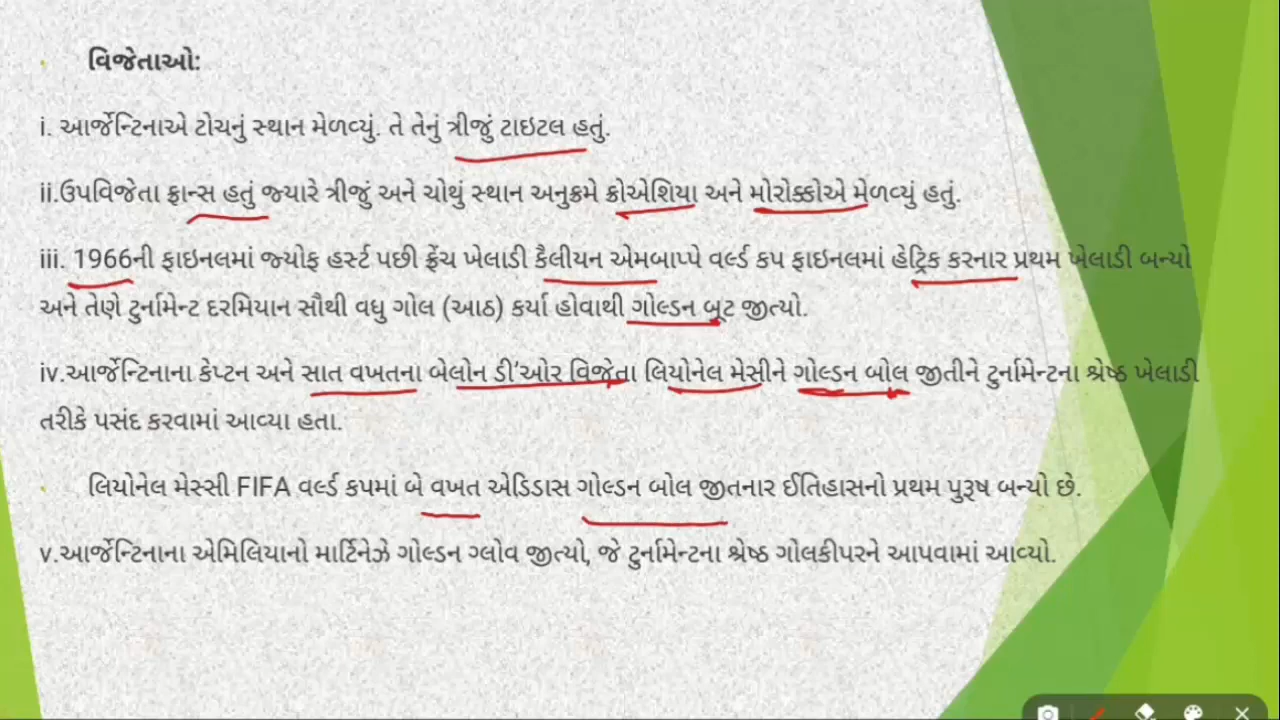 વિજેતાઓ:
i. આર્જેન્ટિનાએ ટોચનું સ્થાન મેળવ્યું. તે તેનું ત્રીજું ટાઇટલ હતું.
ii.ઉપવિજેતા ફ્રાન્સ હતું જ્યારે ત્રીજું અને ચોથું સ્થાન અનુક્રમે ક્રોએશિયા અને મોરોક્કોએ મેળવ્યું હતું.
iii. 1966ની ફાઇનલમાં જ્યોફ હર્સ્ટ પછી ફ્રેંચ ખેલાડી કૈલીયન એમબાપ્પે વર્લ્ડ કપ ફાઇનલમાં હેટ્રિક કરનાર પ્રથમ ખેલાડી બન્યો
અને તેણે ટુર્નામેન્ટ દરમિયાન સૌથી વધુ ગોલ (આઠ) કર્યા હોવાથી ગોલ્ડન બૂટ જીત્યો.
iv.આર્જેન્ટિનાના કેપ્ટન અને સાત વખતના બેલોન ડી'ઓર વિજેતા લિયોનેલ મેસીને ગોલ્ડન બોલ જીતીને ટુર્નામેન્ટના શ્રેષ્ઠ ખેલાડી
તરીકે પસંદ કરવામાં આવ્યા હતા.
લિયોનેલ મેસ્સી FIFA વર્લ્ડ કપમાં બે વખત એડિડાસ ગોલ્ડન બોલ જીતનાર ઈતિહાસનો પ્રથમ પુરૂષ બન્યો છે.
v.આર્જેન્ટિનાના એમિલિયાનો માર્ટિનેઝે ગોલ્ડન ગ્લોવ જીત્યો, જે ટુર્નામેન્ટના શ્રેષ્ઠ ગોલકીપરને આપવામાં આવ્યો.